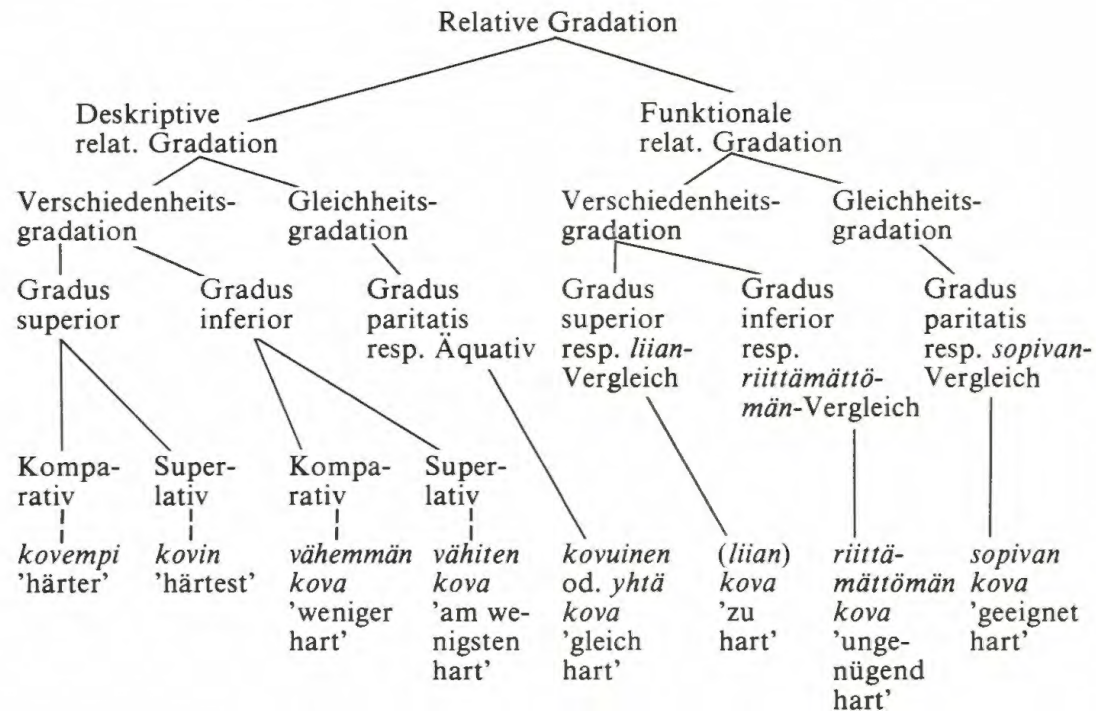 Relative Gradation
Deskriptive
relat. Gradation
Funktionale
relat. Gradation
Verschiedenheits-
gradation
Gleichheits-
gradation
Verschiedenheits-
gradation
Gleichheits-
gradation
Gradus
superior
Gradus
inferior
Gradus
paritatis
resp. Äquativ
Gradus
superior
resp. liian-
Vergleich
Gradus
inferior
resp.
riittämättö-
män-Vergleich
Gradus
paritatis
resp. sopivan-
Vergleich
Kompa-
rativ
Super-
lativ
Kompa-
rativ
Super-
lativ
kovempi
'härter'
kovin
'härtest'
vähemmän
kova
'weniger
hart'
vähiten
kova
'am we-
nigsten
hart'
kovuinen
od. yhtä
kova
'gleich
hart'
(liian)
kova
'zu
hart'
riittä-
mättömän
kova
'unge-
nügend
hart'
sopivan
kova
'geeignet
hart'